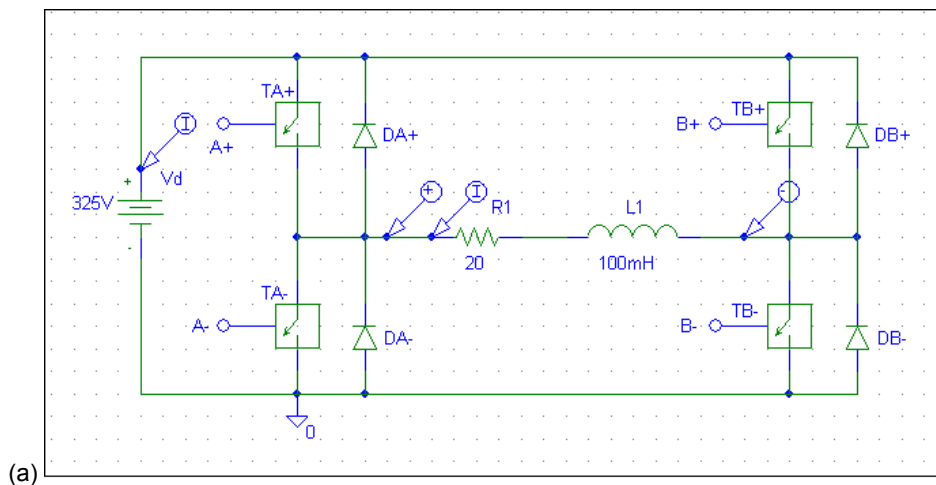 TA+
TB+
A+
DA+
B+
DB+
I
Vd
+
325V
-
+
I
-
R1
L1
20
100mH
TA-
TB-
A-
DA-
B-
DB-
0
(a)